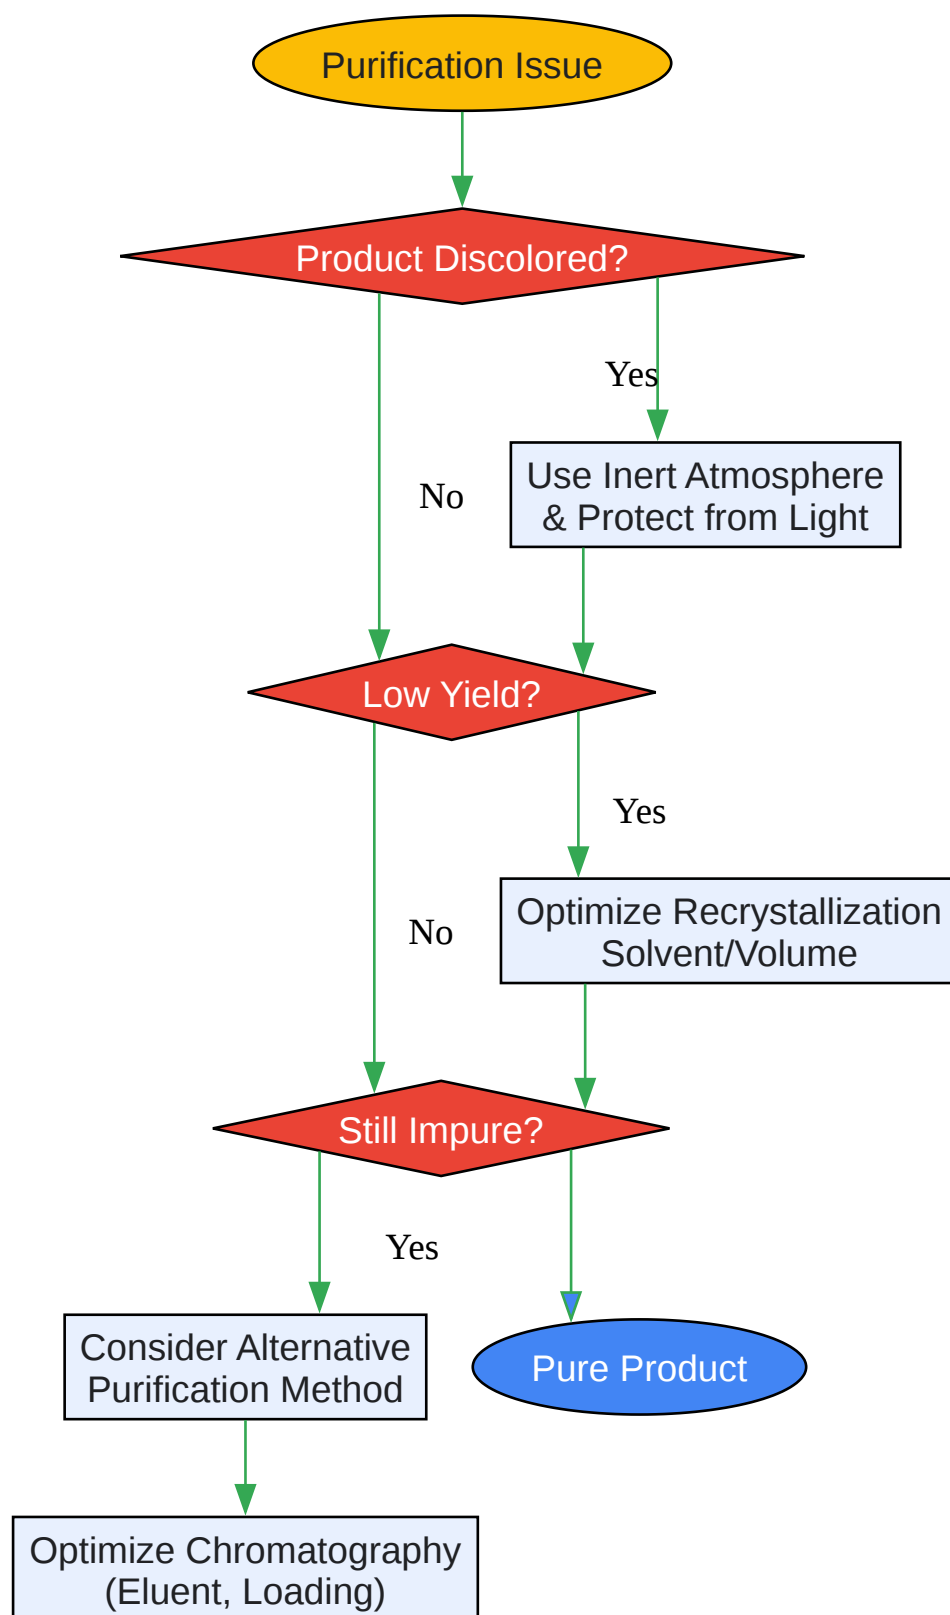 Purification Issue
Product Discolored?
Yes
No
Use Inert Atmosphere
& Protect from Light
Low Yield?
Yes
No
Optimize Recrystallization
Solvent/Volume
Still Impure?
Yes
Consider Alternative
Purification Method
Pure Product
Optimize Chromatography
(Eluent, Loading)